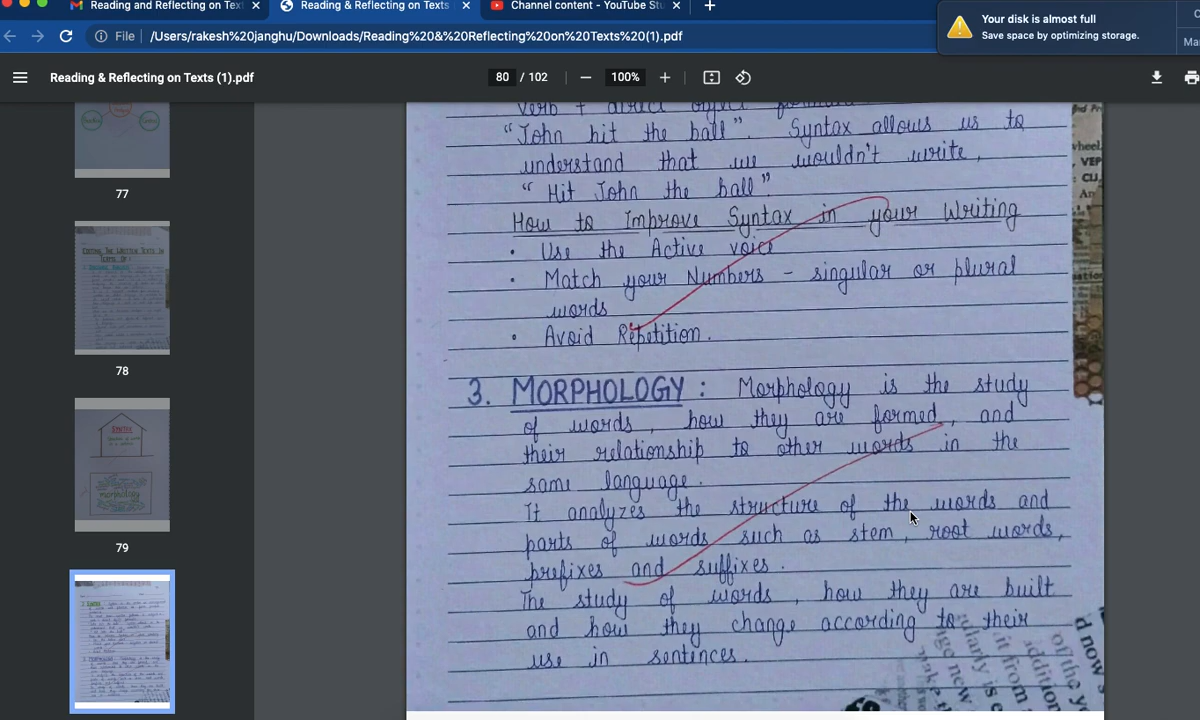 Reading and Reflecting on Text
Reading & Reflecting on Texts
Channel content - YouTube Stu
Your disk is almost full
Save space by optimizing storage.
File
/Users/rakesh%20janghu/Downloads/Reading%20&%20Reflecting%20on%20Texts%20(1).pdf
Reading & Reflecting on Texts (1).pdf
80 / 102
100%
77
78
SYNTAX
morphology
79
verb + direct object
"John hit the ball". Syntax allows us to
understand that we wouldn't write,
" Hit John the ball"
How to Improve Syntax in your Writing
• Use the Active voice
• Match your Numbers - singular or plural
words
• Avoid Repetition.
3. MORPHOLOGY : Morphology is the study
of words, how they are formed, and
their relationship to other words in the
same language.
It analyzes the structure of the words and
parts of words such as stem, root words,
prefixes and suffixes.
The study of words, how they are built
and how they change according to their
use in sentences.